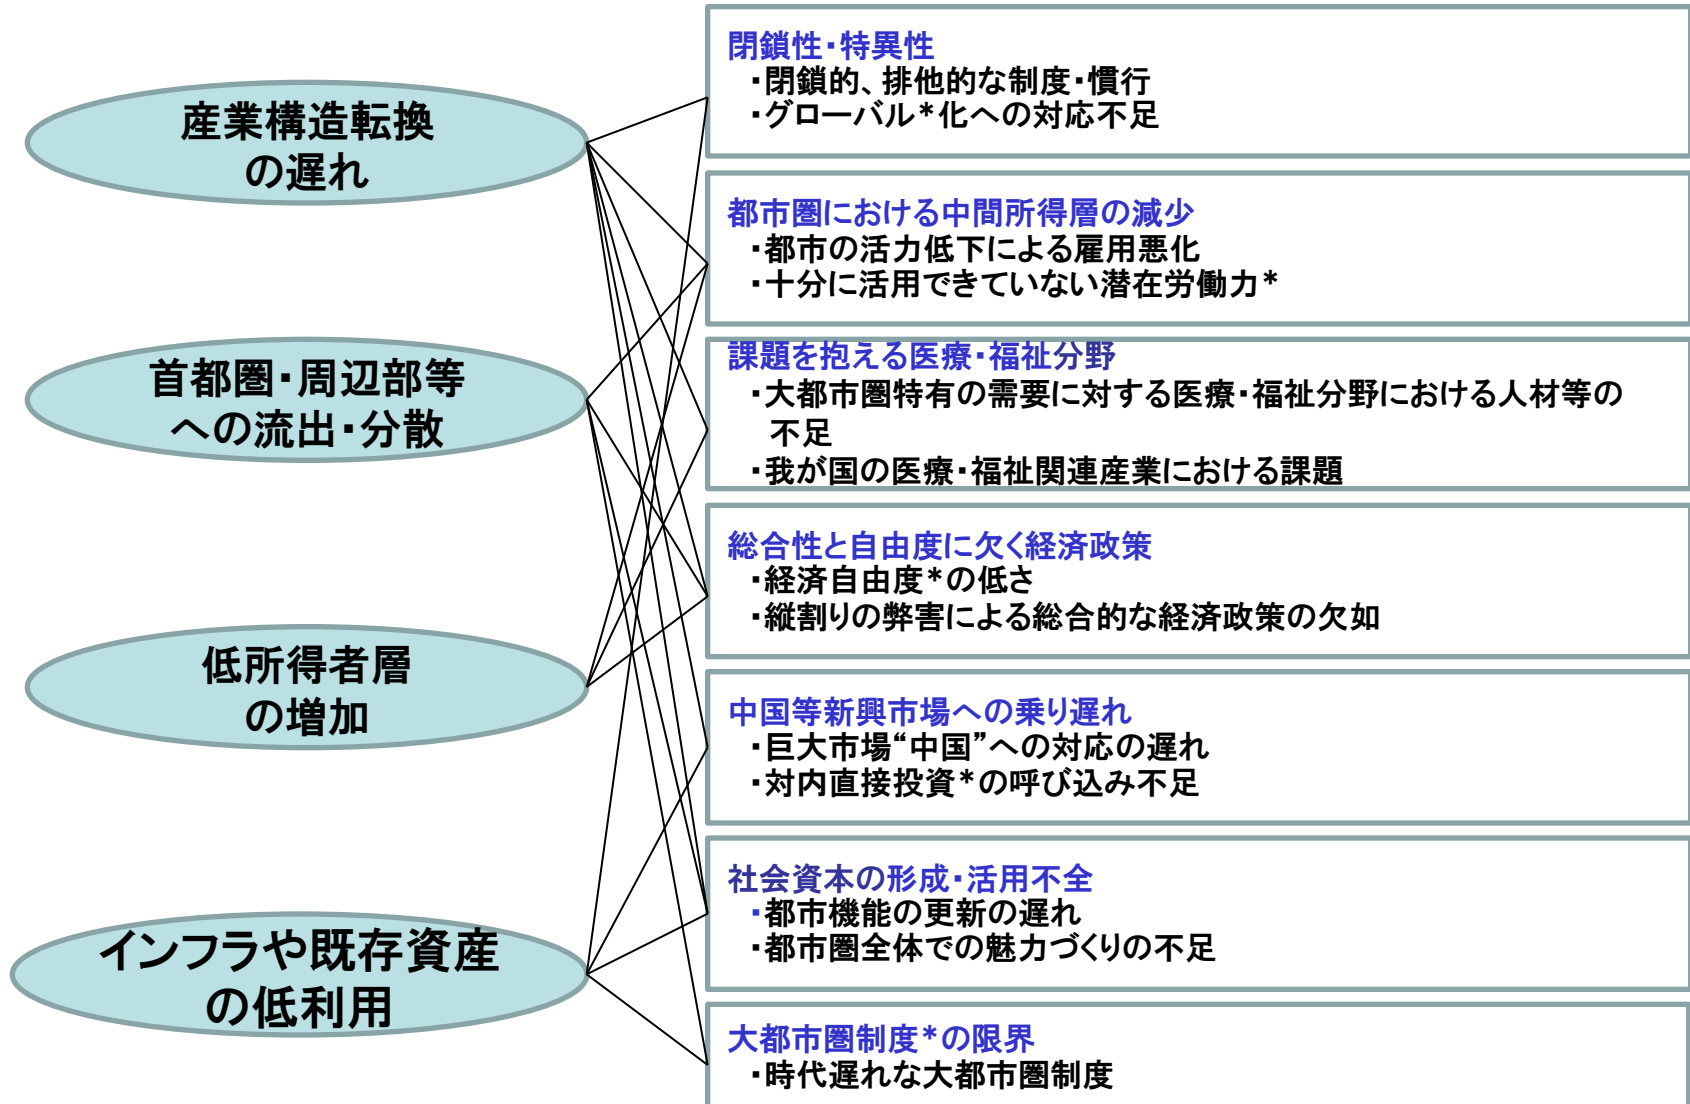 産業構造転換
の遅れ
首都圏・周辺部等
への流出・分散
低所得者層
の増加
インフラや既存資産
の低利用
閉鎖性・特異性
・閉鎖的、排他的な制度・慣行
・グローバル*化への対応不足
都市圏における中間所得層の減少
・都市の活力低下による雇用悪化
・十分に活用できていない潜在労働力*
課題を抱える医療・福祉分野
・大都市圏特有の需要に対する医療・福祉分野における人材等の
不足
・我が国の医療・福祉関連産業における課題
総合性と自由度に欠く経済政策
・経済自由度*の低さ
・縦割りの弊害による総合的な経済政策の欠如
中国等新興市場への乗り遅れ
・巨大市場“中国”への対応の遅れ
・対内直接投資*の呼び込み不足
社会資本の形成・活用不全
・都市機能の更新の遅れ
・都市圏全体での魅力づくりの不足
大都市圏制度*の限界
・時代遅れな大都市圏制度